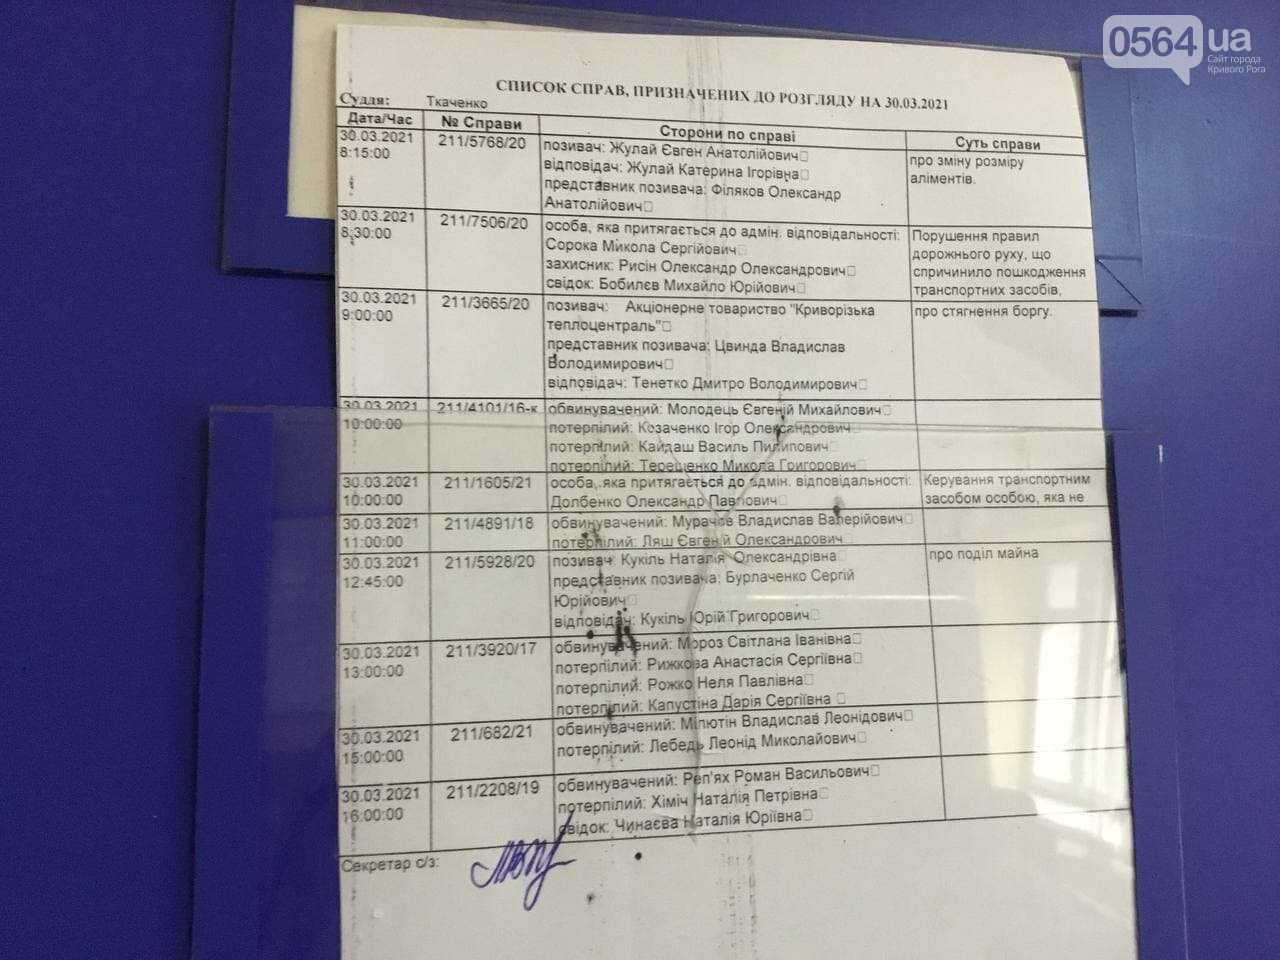 0564 ua
Сайт города
Кривого Рога
СПИСОК СПРАВ, ПРИЗНАЧЕНИХ ДО РОЗГЛЯДУ НА 30.03.2021
Суддя: Ткаченко
Дата/Час № Справи Сторони по справі Суть справи
30.03.2021 211/5768/20 позивач: Жулай Євген Анатолійович про зміну розміру
8:15:00 відповідач: Жулай Катерина Ігорівна аліментів.
представник позивача: Філяков Олександр
Анатолійович
30.03.2021 211/7506/20 особа, яка притягається до адмін. відповідальності: Порушення правил
8:30:00 Сорока Микола Сергійович дорожнього руху, що
захисник: Рисін Олександр Олександрович спричинило пошкодження
свідок: Бобилєв Михайло Юрійович транспортних засобів,
30.03.2021 211/3665/20 позивач: Акціонерне товариство "Криворізька про стягнення боргу.
9:00:00 теплоцентраль"
представник позивача: Цвинда Владислав
Володимирович
відповідач: Тенетко Дмитро Володимирович
30.03.2021 211/4101/16-к обвинувачений: Молодець Євгеній Михайлович
10:00:00 потерпілий: Козаченко Ігор Олександрович
потерпілий: Кайдаш Василь Пилипович
потерпілий: Терещенко Микола Григорович
30.03.2021 211/1605/21 особа, яка притягається до адмін. відповідальності: Керування транспортним
10:00:00 Долбенко Олександр Павлович засобом особою, яка не
30.03.2021 211/4891/18 обвинувачений: Мурачов Владислав Валерійович
11:00:00 потерпілий: Ляш Євгеній Олександрович
30.03.2021 211/5928/20 позивач: Кукіль Наталія Олександрівна про поділ майна
12:45:00 представник позивача: Бурлаченко Сергій
Юрійович
відповідач: Кукіль Юрій Григорович
30.03.2021 211/3920/17 обвинувачений: Мороз Світлана Іванівна
13:00:00 потерпілий: Рижкова Анастасія Сергіївна
потерпілий: Рожко Неля Павлівна
потерпілий: Капустіна Дарія Сергіївна
30.03.2021 211/682/21 обвинувачений: Мілютін Владислав Леонідович
15:00:00 потерпілий: Лебедь Леонід Миколайович
30.03.2021 211/2208/19 обвинувачений: Реп'ях Роман Васильович
16:00:00 потерпілий: Хіміч Наталія Петрівна
свідок: Чинаєва Наталія Юріївна
Секретар с/з: